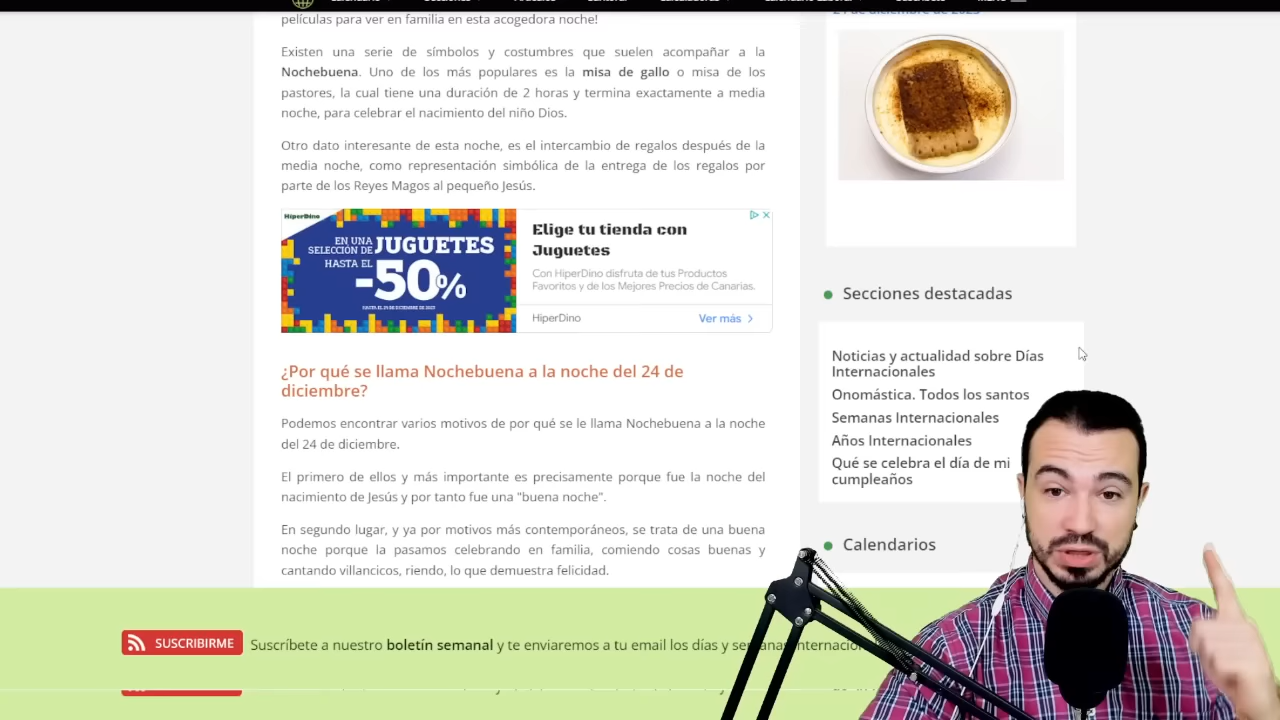 películas para ver en familia en esta acogedora noche!
Existen una serie de símbolos y costumbres que suelen acompañar a la
Nochebuena. Uno de los más populares es la misa de gallo o misa de los
pastores, la cual tiene una duración de 2 horas y termina exactamente a media
noche, para celebrar el nacimiento del niño Dios.
Otro dato interesante de esta noche, es el intercambio de regalos después de la
media noche, como representación simbólica de la entrega de los regalos por
parte de los Reyes Magos al pequeño Jesús.
HiperDino
EN UNA
SELECCIÓN DE JUGUETES
HASTA EL
-50%
HASTA EL 24 DE DICIEMBRE DE 2023
Elige tu tienda con
Juguetes
Con HiperDino disfruta de tus Productos
Favoritos y de los Mejores Precios de Canarias.
HiperDino
Ver más
¿Por qué se llama Nochebuena a la noche del 24 de
diciembre?
Podemos encontrar varios motivos de por qué se le llama Nochebuena a la noche
del 24 de diciembre.
El primero de ellos y más importante es precisamente porque fue la noche del
nacimiento de Jesús y por tanto fue una "buena noche".
En segundo lugar, y ya por motivos más contemporáneos, se trata de una buena
noche porque la pasamos celebrando en familia, comiendo cosas buenas y
cantando villancicos, riendo, lo que demuestra felicidad.
Secciones destacadas
Noticias y actualidad sobre Días
Internacionales
Onomástica. Todos los santos
Semanas Internacionales
Años Internacionales
Qué se celebra el día de mi
cumpleaños
Calendarios
SUSCRIBIRME
Suscríbete a nuestro boletín semanal y te enviaremos a tu email los días y semanas